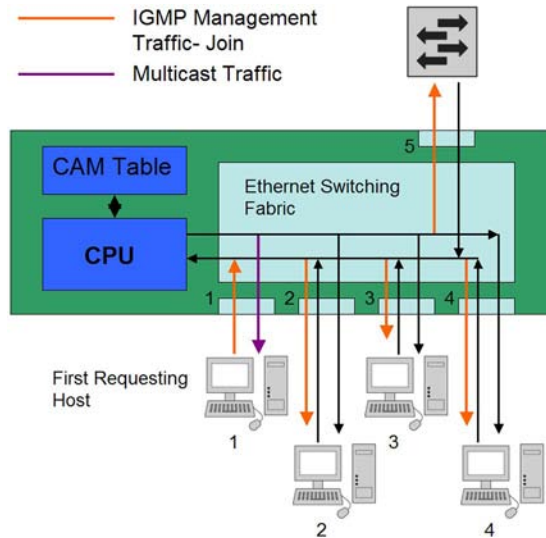 IGMP Management
Traffic- Join
Multicast Traffic
5
CAM Table
Ethernet Switching
Fabric
CPU
1
2
3
4
First Requesting
Host
1
3
2
4